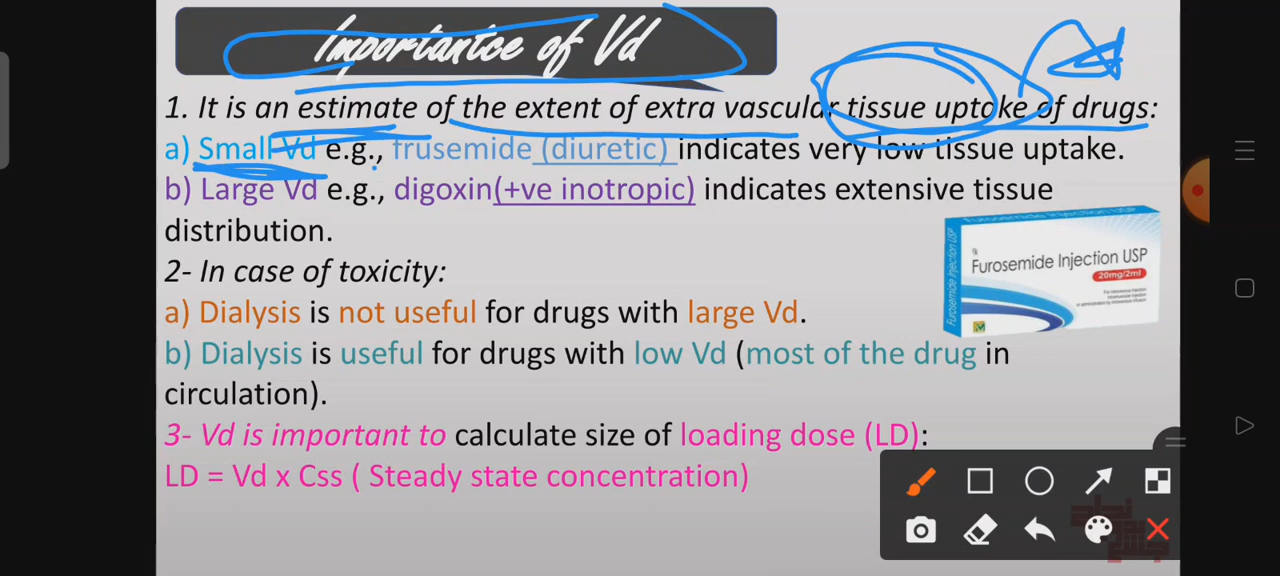 Importantce of Vd
1. It is an estimate of the extent of extra vascular tissue uptake of drugs:
a) Small Vd e.g., frusemide (diuretic) indicates very low tissue uptake.
b) Large Vd e.g., digoxin(+ve inotropic) indicates extensive tissue
distribution.
Furosemide Injection USP
Furosemide Injection USP
20mg/2ml
2- In case of toxicity:
a) Dialysis is not useful for drugs with large Vd.
b) Dialysis is useful for drugs with low Vd (most of the drug in
circulation).
3- Vd is important to calculate size of loading dose (LD):
LD = Vd x Css ( Steady state concentration)